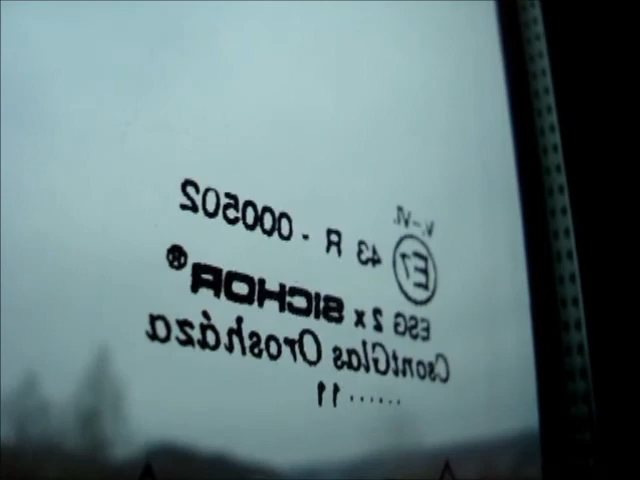 V.-VI.
E7 43 R - 000502
ESG 2 x SICHOR®
CsontGlas Orosháza
...... 11